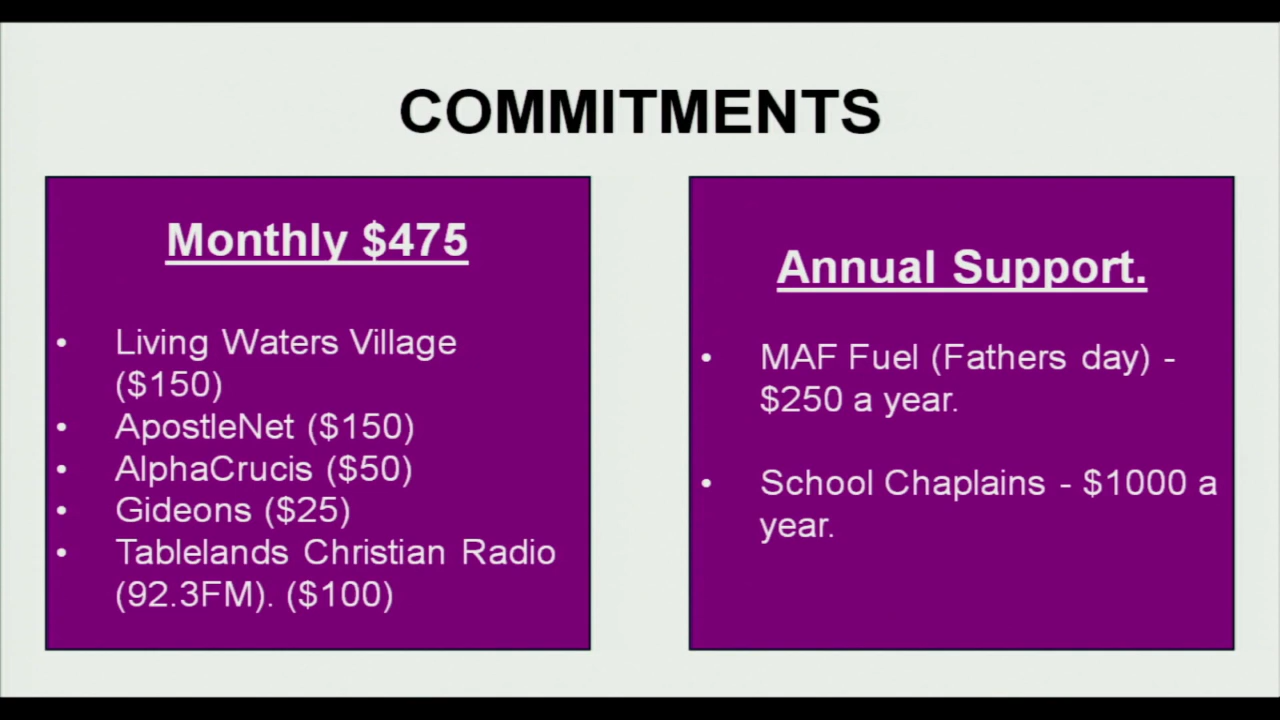 COMMITMENTS
Monthly $475
• Living Waters Village
($150)
• ApostleNet ($150)
• AlphaCrucis ($50)
• Gideons ($25)
• Tablelands Christian Radio
(92.3FM). ($100)
Annual Support.
• MAF Fuel (Fathers day) -
$250 a year.
• School Chaplains - $1000 a
year.